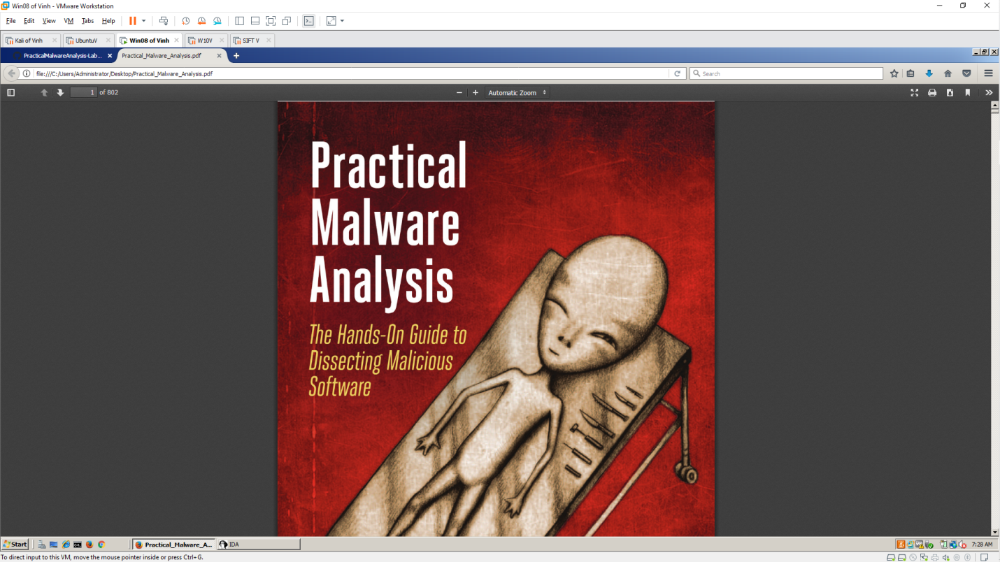 Win08 of Vinh - VMware Workstation
File Edit View VM Tabs Help
Kali of Vinh UbuntuV Win08 of Vinh W10V SIFT V
PracticalMalwareAnalysis-Lab... Practical_Malware_Analysis.pdf
file:///C:/Users/Administrator/Desktop/Practical_Malware_Analysis.pdf Search
1 of 802 Automatic Zoom
Practical
Malware
Analysis
The Hands-On Guide to
Dissecting Malicious
Software
Start Practical_Malware_A... IDA 7:28 AM
To direct input to this VM, move the mouse pointer inside or press Ctrl+G.